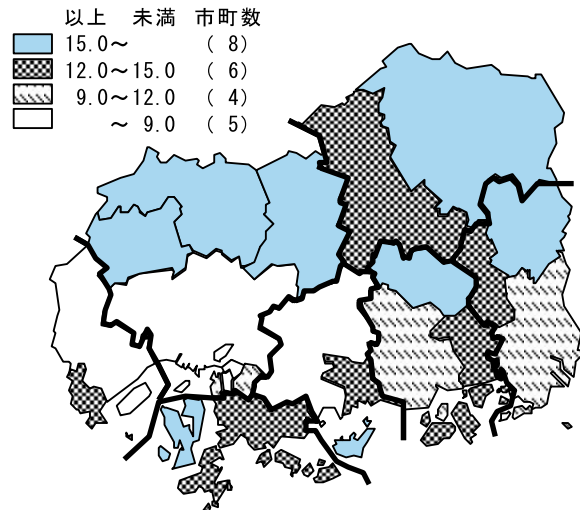 以上 未満 市町数
15.0～ ( 8)
12.0～15.0 ( 6)
9.0～12.0 ( 4)
～ 9.0 ( 5)